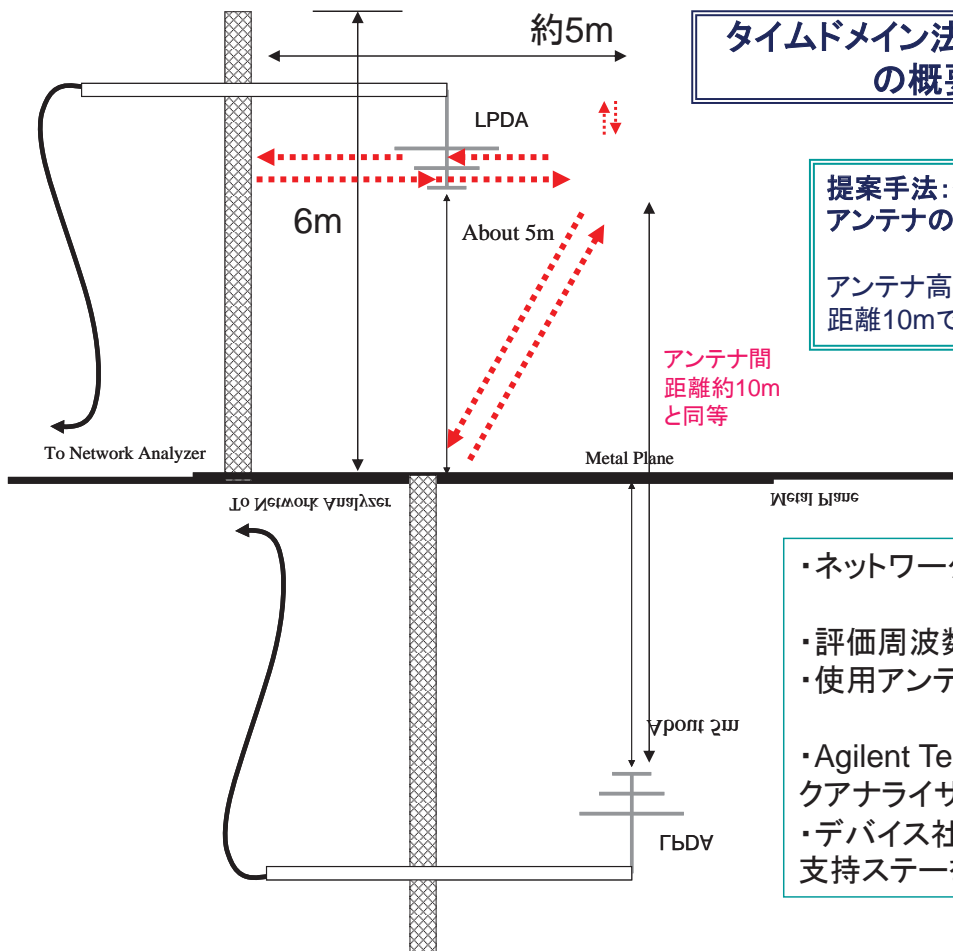 約5m
タイムドメイン法
の概要
LPDA
6m
About 5m
提案手法:
アンテナの
アンテナ高
距離10mで
アンテナ間
距離約10m
と同等
To Network Analyzer
Metal Plane
To Network Analyzer
Metal Plane
・ネットワーク
・評価周波数
・使用アンテ
About 5m
・Agilent Te
クアナライザ
LPDA
・デバイス社
支持ステー